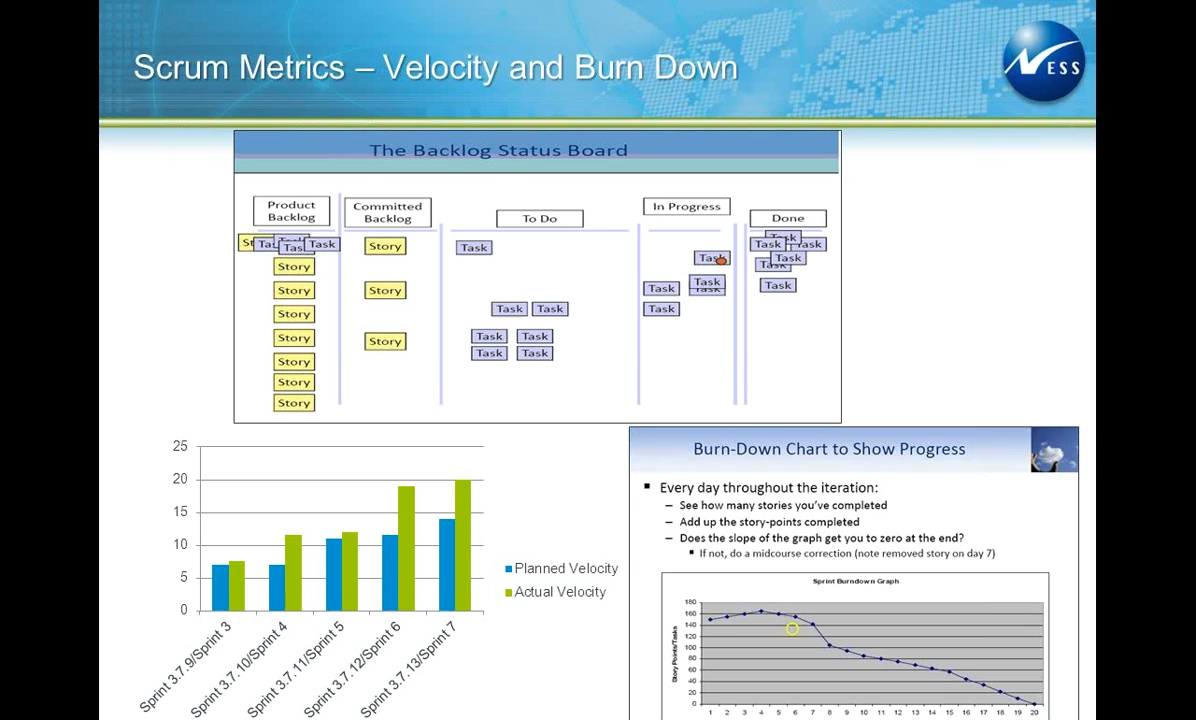 Scrum Metrics – Velocity and Burn Down
NESS
The Backlog Status Board
Product
Backlog
Committed
Backlog
To Do
In Progress
Done
Task
Task
Story
Task
Task
Task
Task
Task
Task
Story
Task
Task
Story
Story
Task
Task
Task
Story
Task
Task
Task
Story
Story
Task
Task
Story
Task
Task
Story
Story
Story
25
20
15
10
5
0
Planned Velocity
Actual Velocity
Sprint 3.7.9/Sprint 3
Sprint 3.7.10/Sprint 4
Sprint 3.7.11/Sprint 5
Sprint 3.7.12/Sprint 6
Sprint 3.7.13/Sprint 7
Burn-Down Chart to Show Progress
Every day throughout the iteration:
– See how many stories you've completed
– Add up the story-points completed
– Does the slope of the graph get you to zero at the end?
If not, do a midcourse correction (note removed story on day 7)
Sprint Burndown Graph
Story Points/Tasks
180
160
140
120
100
80
60
40
20
0
1 2 3 4 5 6 7 8 9 10 11 12 13 14 15 16 17 18 19 20